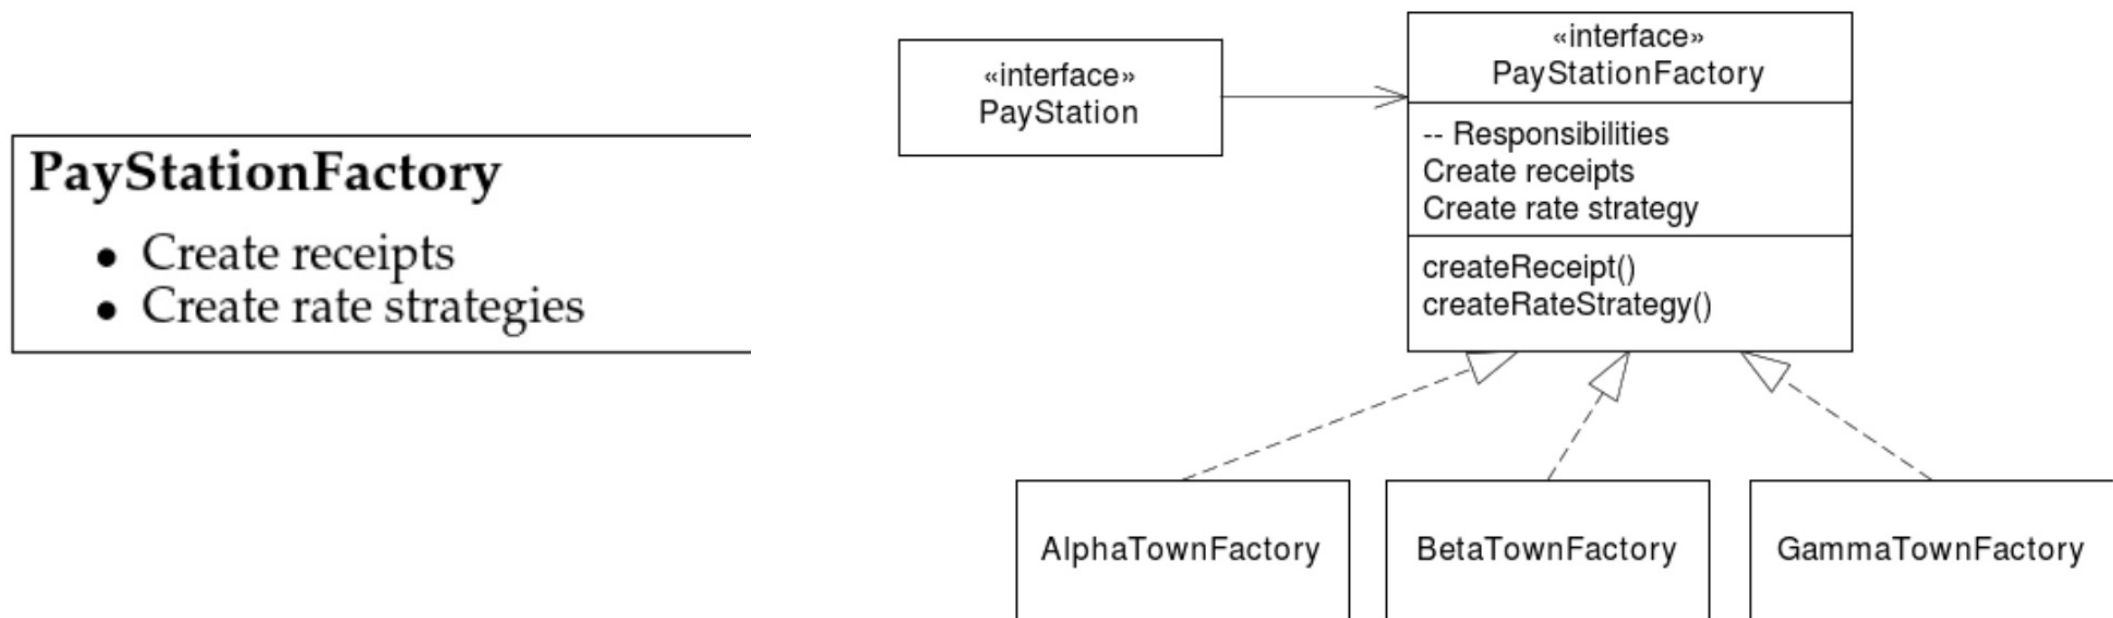 PayStationFactory
• Create receipts
• Create rate strategies
«interface»
PayStation
«interface»
PayStationFactory
-- Responsibilities
Create receipts
Create rate strategy
createReceipt()
createRateStrategy()
AlphaTownFactory
BetaTownFactory
GammaTownFactory